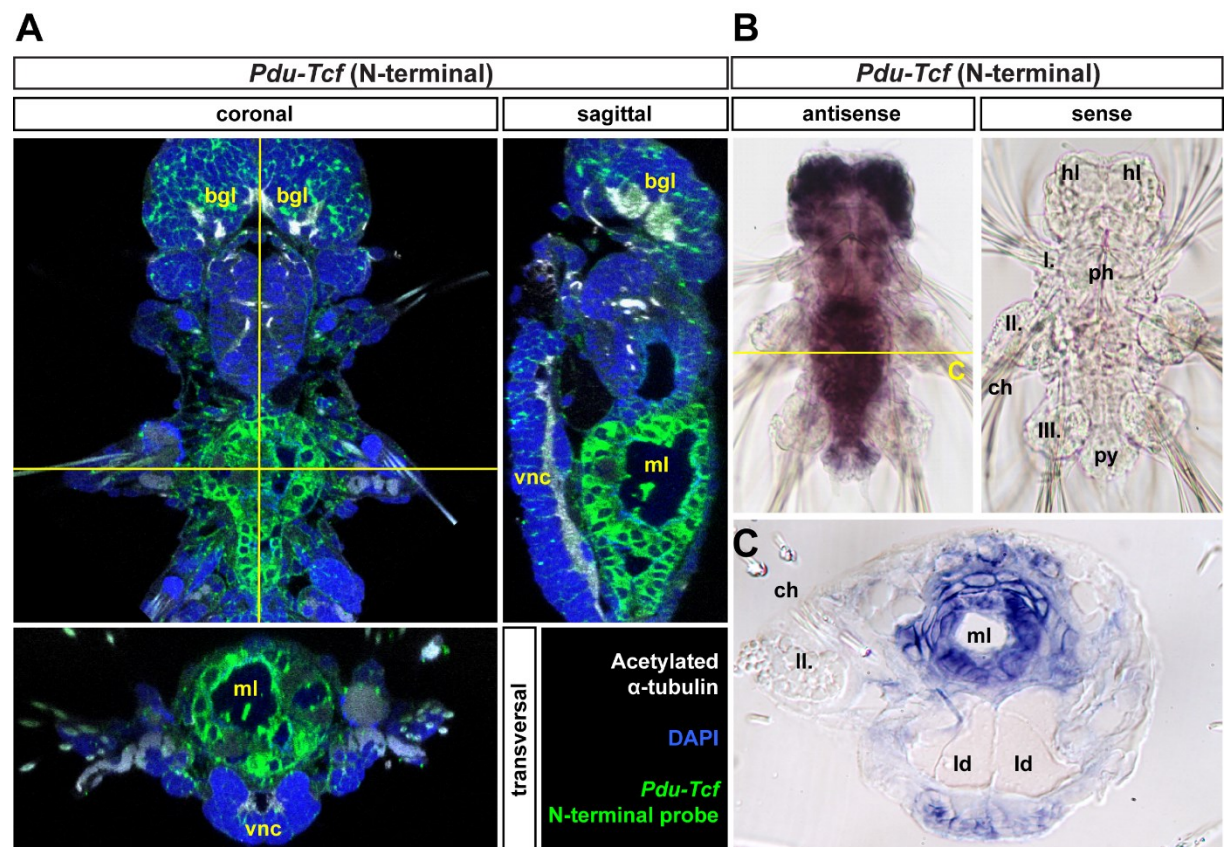 A
Pdu-Tcf (N-terminal)
coronal
sagittal
bgl
bgl
bgl
ml
vnc
ml
vnc
transversal
Acetylated
α-tubulin
DAPI
Pdu-Tcf
N-terminal probe
B
Pdu-Tcf (N-terminal)
antisense
sense
C
hl
hl
I.
ph
II.
ch
III.
py
C
ch
II.
ml
ld
ld